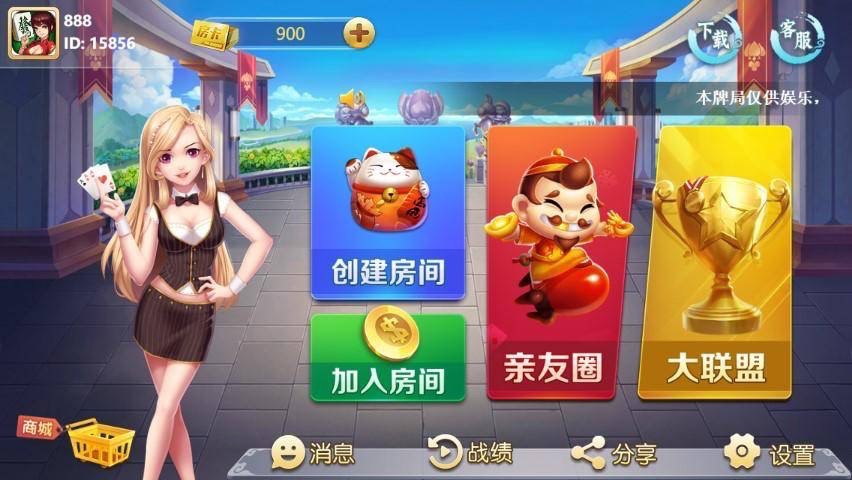 888
ID: 15856
房卡
900
下载
客服
本牌局仅供娱乐，
创建房间
加入房间
亲友圈
大联盟
商城
消息
战绩
分享
设置